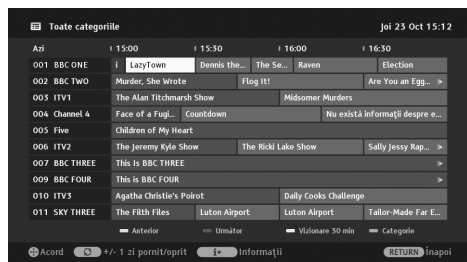 Toate categoriile joi 23 Oct 15:12
Azi 15:00 15:30 16:00 16:30
001 BBC ONE i LazyTown Dennis the... The Se... Raven Election
002 BBC TWO Murder, She Wrote Flog It! Are You an Egg...
003 ITV1 The Alan Titchmarsh Show Midsomer Murders
004 Channel 4 Face of a Fugi... Countdown Nu există informaţii despre e...
005 Five Children of My Heart
006 ITV2 The Jeremy Kyle Show The Ricki Lake Show Sally Jessy Rap...
007 BBC THREE This Is BBC THREE
009 BBC FOUR This is BBC FOUR
010 ITV3 Agatha Christie's Poirot Daily Cooks Challenge
011 SKY THREE The Filth Files Luton Airport Luton Airport Tailor-Made Far E...
Anterior Următor Vizionare 30 min Categorie
Acord +/- 1 zi pornit/oprit i+ Informaţii RETURN Înapoi